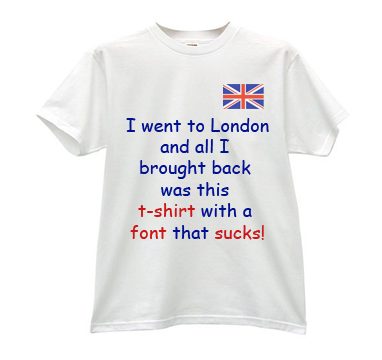 I went to London
and all I
brought back
was this
t-shirt with a
font that sucks!